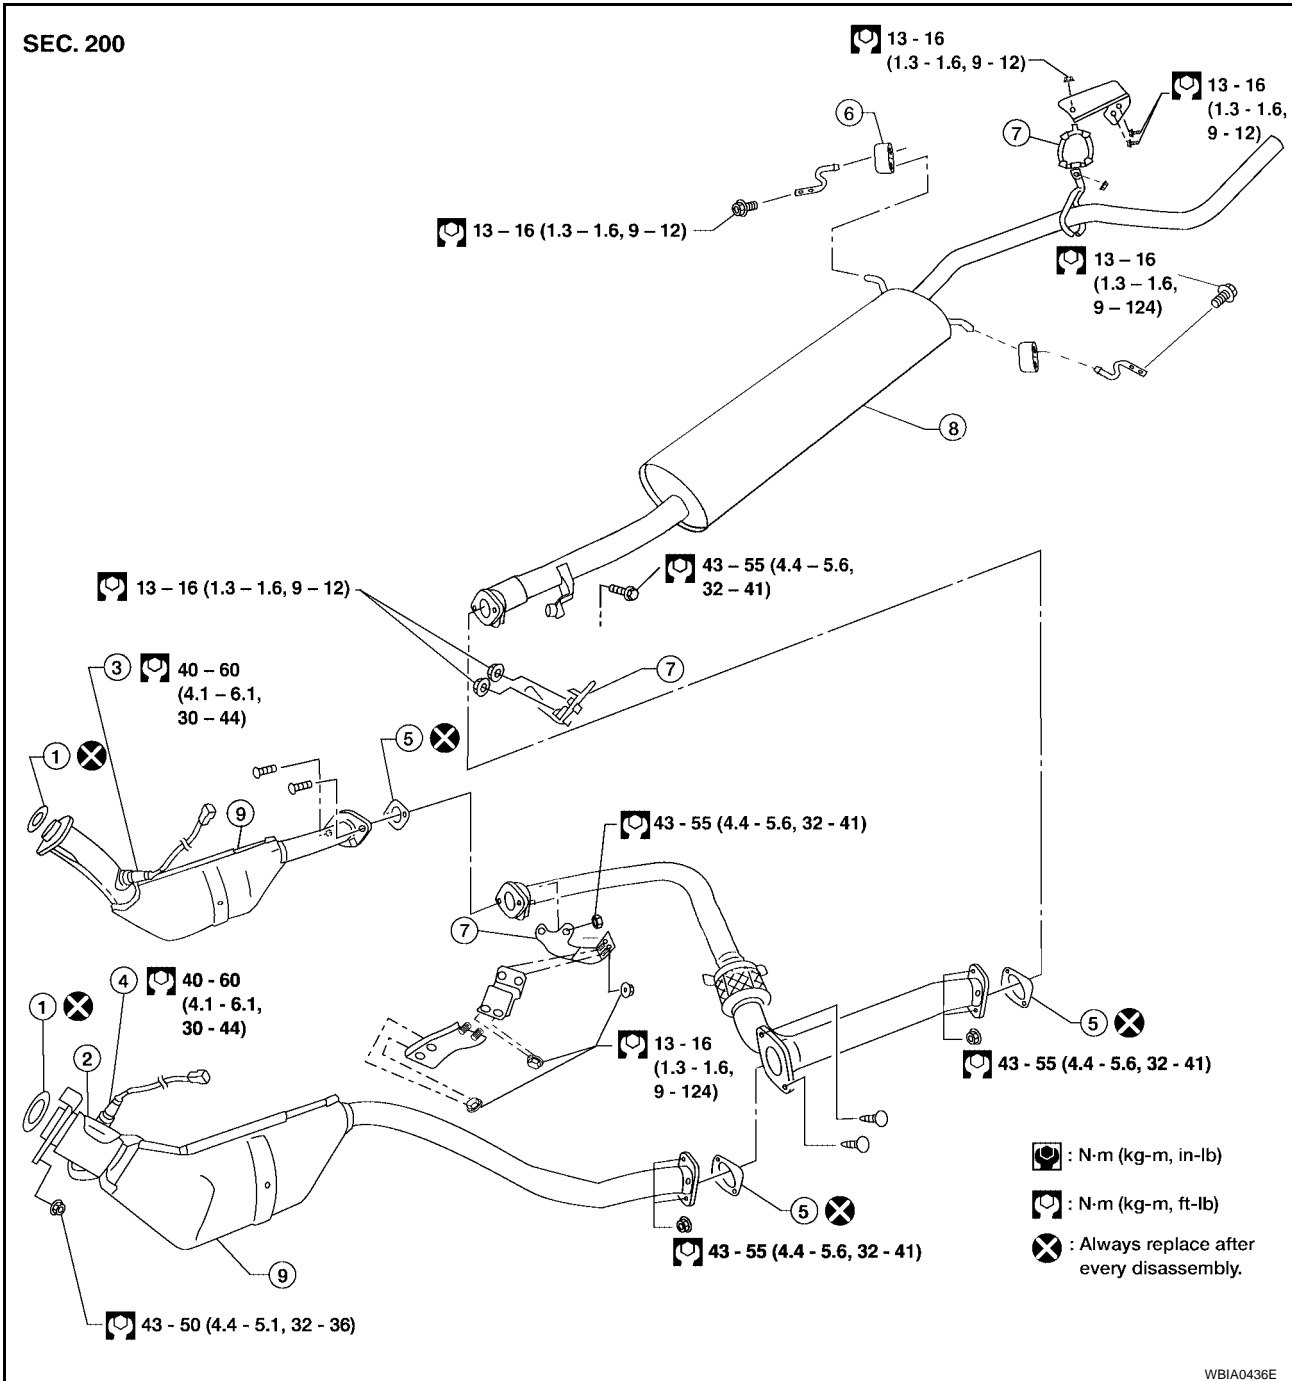 SEC. 200
13 - 16
(1.3 - 1.6, 9 - 12)
13 - 16
(1.3 - 1.6,
9 - 12)
6
7
13 – 16 (1.3 – 1.6, 9 – 12)
13 – 16
(1.3 – 1.6,
9 – 124)
8
43 – 55 (4.4 – 5.6,
32 – 41)
13 – 16 (1.3 – 1.6, 9 – 12)
3
40 – 60
(4.1 – 6.1,
30 – 44)
7
1
5
9
43 - 55 (4.4 - 5.6, 32 - 41)
7
4
40 - 60
(4.1 - 6.1,
30 - 44)
1
2
13 - 16
(1.3 - 1.6,
9 - 124)
5
43 - 55 (4.4 - 5.6, 32 - 41)
: N·m (kg-m, in-lb)
: N·m (kg-m, ft-lb)
: Always replace after
every disassembly.
5
43 - 55 (4.4 - 5.6, 32 - 41)
9
43 - 50 (4.4 - 5.1, 32 - 36)
WBIA0436E